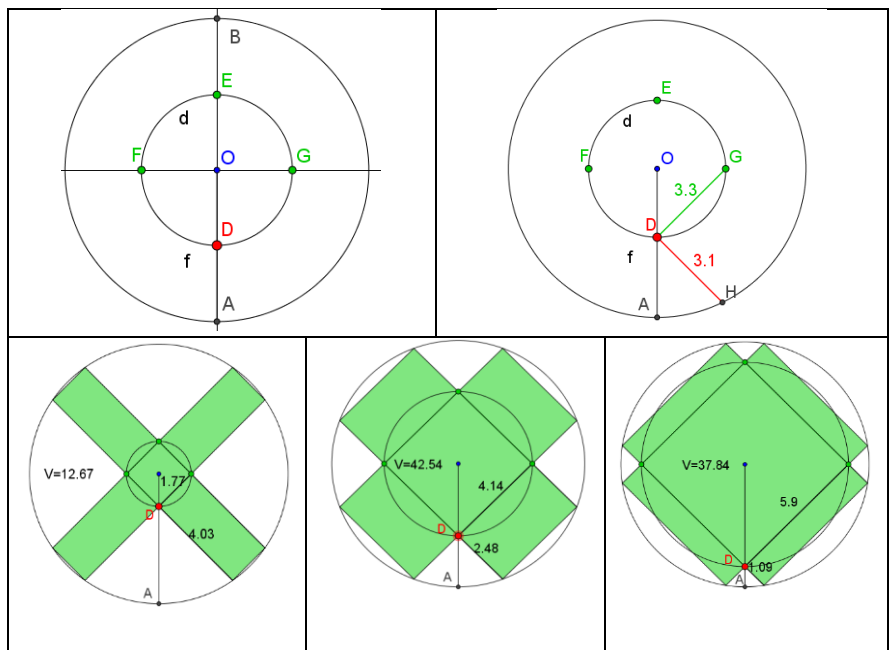 B
E
d
F
O
G
D
f
A
E
d
F
O
G
3.3
D
f
3.1
A
H
V=12.67
1.77
D
4.03
A
V=42.54
4.14
D
2.48
A
V=37.84
5.9
D
1.09
A